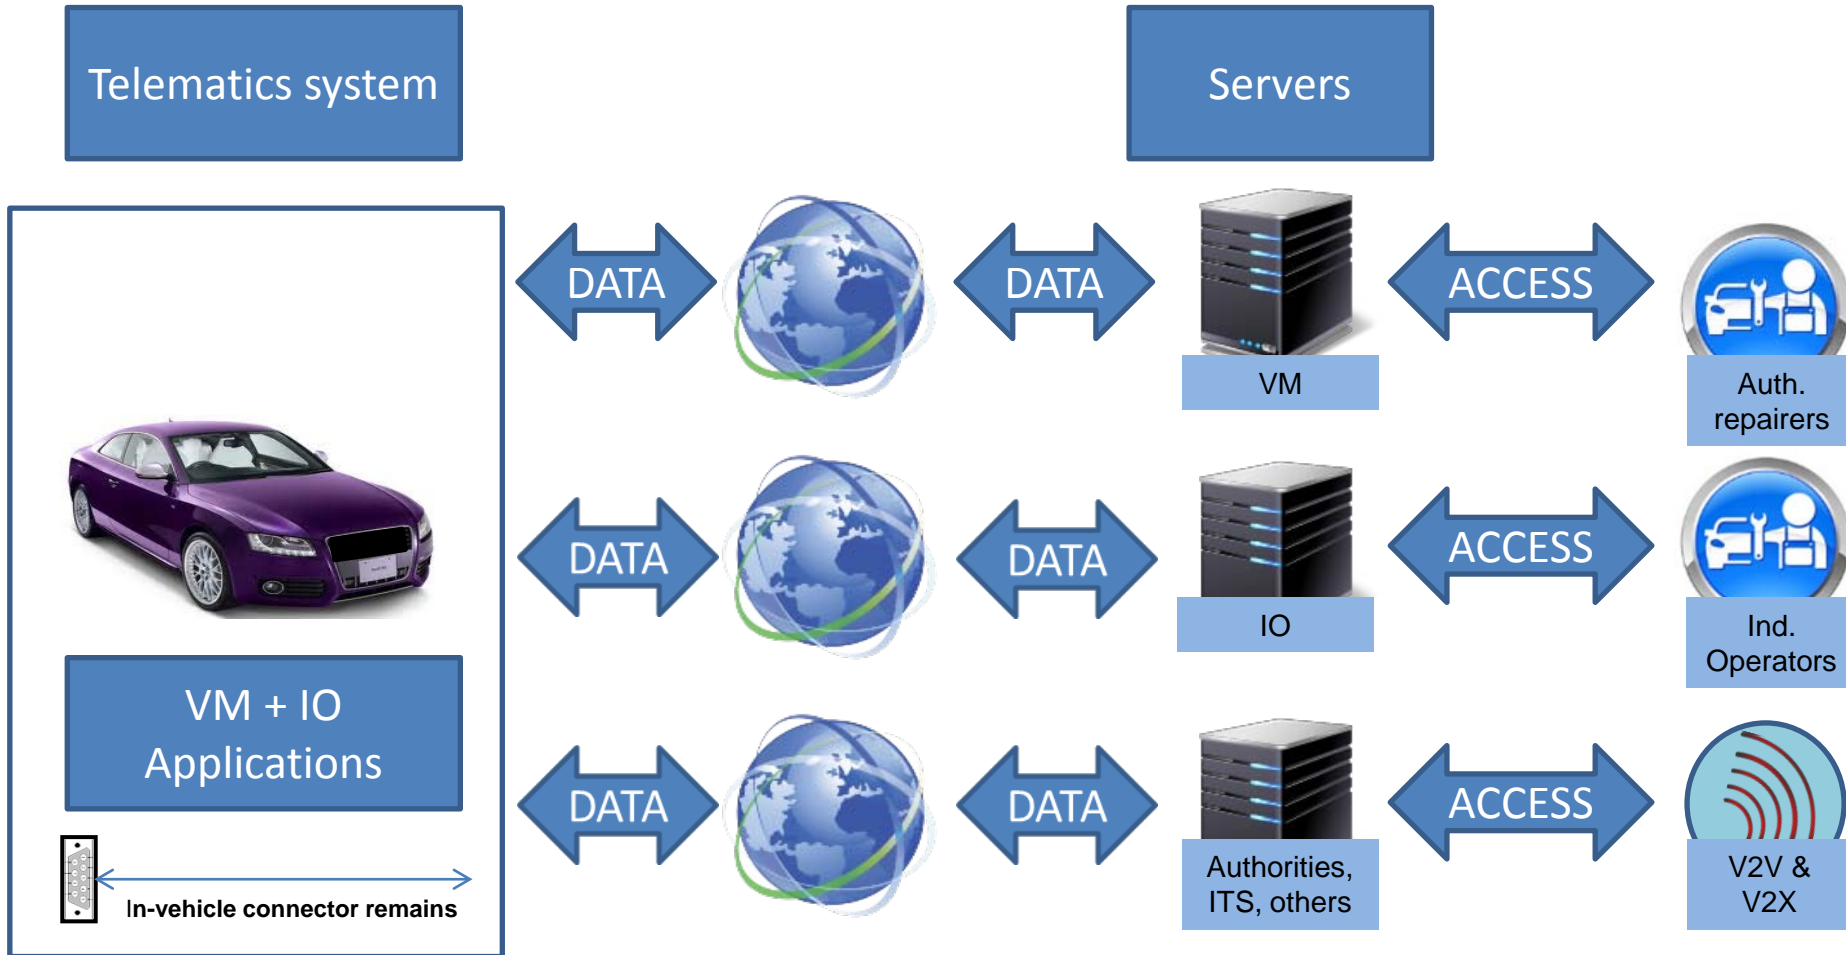 Telematics system
Servers
DATA
DATA
ACCESS
VM
Auth.
repairers
DATA
DATA
ACCESS
IO
Ind.
Operators
VM + IO
Applications
DATA
DATA
ACCESS
Authorities,
ITS, others
V2V &
V2X
In-vehicle connector remains